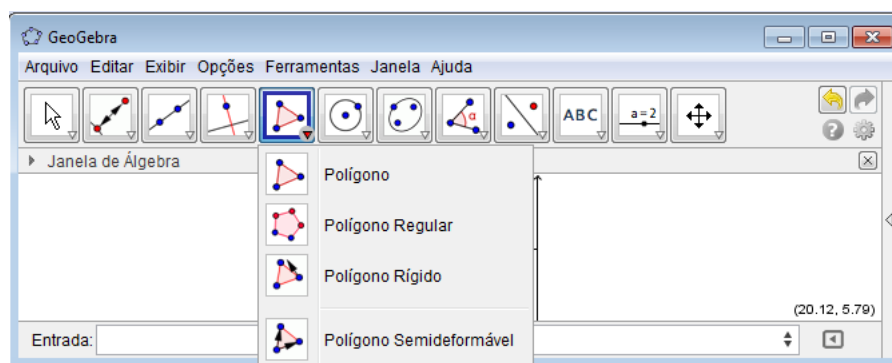 GeoGebra
Arquivo Editar Exibir Opções Ferramentas Janela Ajuda
α ABC a=2
Janela de Álgebra
Polígono
Polígono Regular
Polígono Rígido
(20.12, 5.79)
Entrada:
Polígono Semideformável